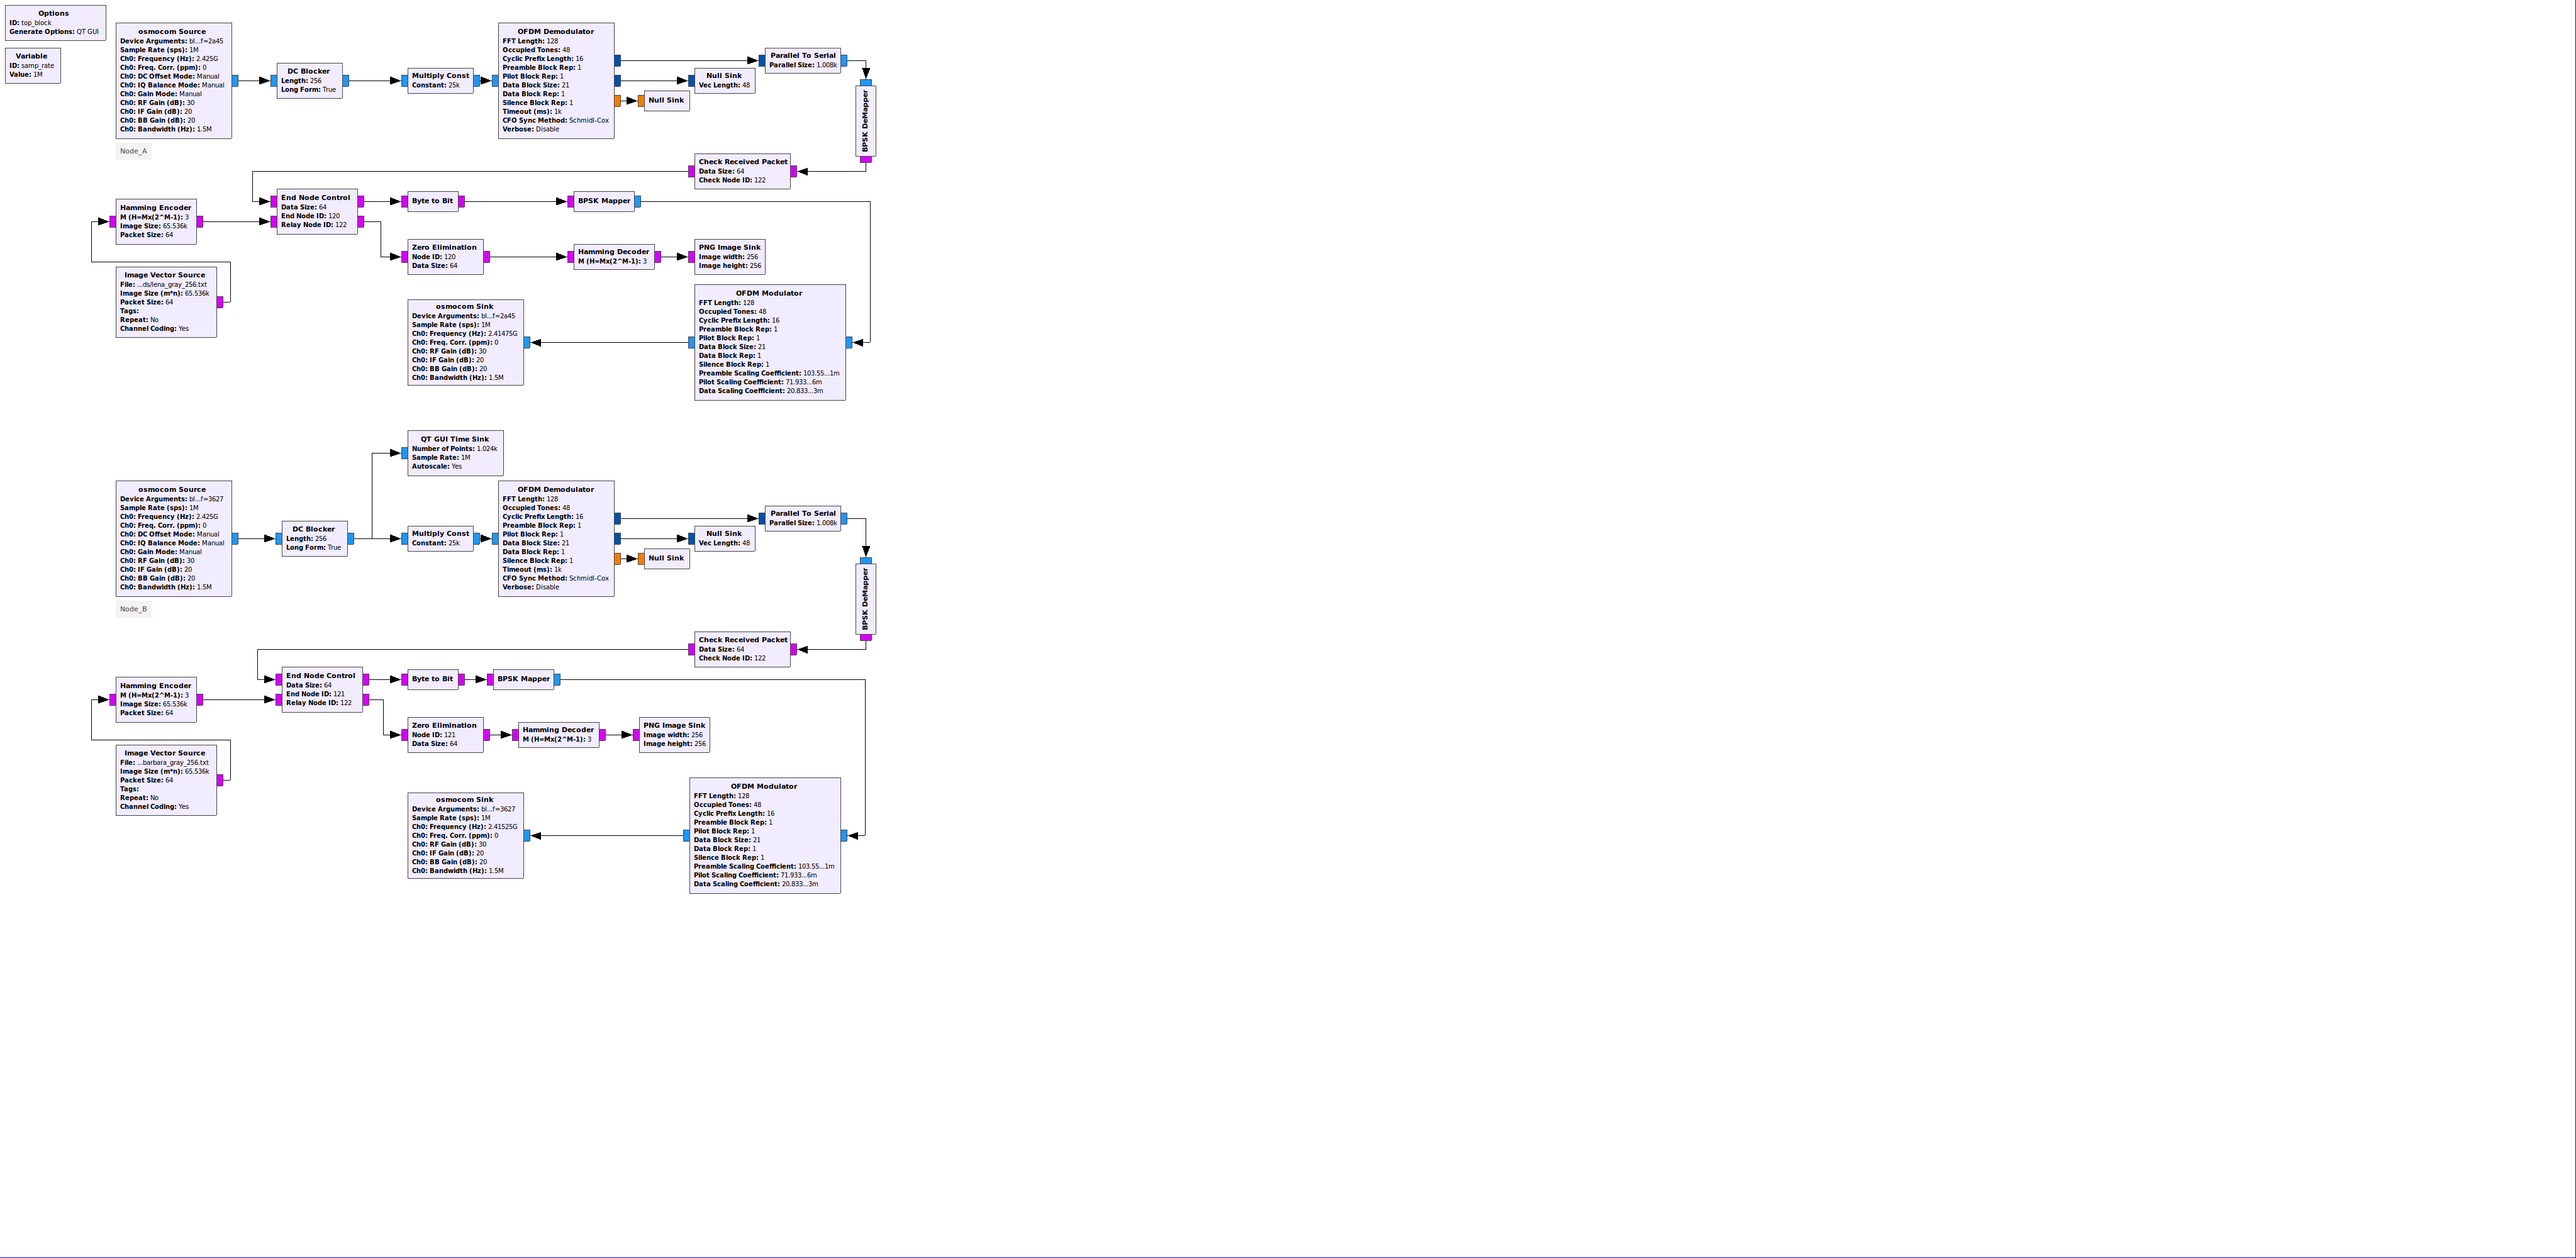 Options
ID: top_block
Generate Options: QT GUI
Variable
ID: samp_rate
Value: 1M
osmocom Source
Device Arguments: bl...f=2a45
Sample Rate (sps): 1M
Ch0: Frequency (Hz): 2.425G
Ch0: Freq. Corr. (ppm): 0
Ch0: DC Offset Mode: Manual
Ch0: IQ Balance Mode: Manual
Ch0: Gain Mode: Manual
Ch0: RF Gain (dB): 30
Ch0: IF Gain (dB): 20
Ch0: BB Gain (dB): 20
Ch0: Bandwidth (Hz): 1.5M
Node_A
DC Blocker
Length: 256
Long Form: True
Multiply Const
Constant: 25k
OFDM Demodulator
FFT Length: 128
Occupied Tones: 48
Cyclic Prefix Length: 16
Preamble Block Rep: 1
Pilot Block Rep: 1
Data Block Size: 21
Data Block Rep: 1
Silence Block Rep: 1
Timeout (ms): 1k
CFO Sync Method: Schmidl-Cox
Verbose: Disable
Parallel To Serial
Parallel Size: 1.008k
Null Sink
Vec Length: 48
Null Sink
BPSK DeMapper
Check Received Packet
Data Size: 64
Check Node ID: 122
Hamming Encoder
M (H=Mx(2^M-1): 3
Image Size: 65.536k
Packet Size: 64
End Node Control
Data Size: 64
End Node ID: 120
Relay Node ID: 122
Byte to Bit
BPSK Mapper
Zero Elimination
Node ID: 120
Data Size: 64
Hamming Decoder
M (H=Mx(2^M-1): 3
PNG Image Sink
Image width: 256
Image height: 256
Image Vector Source
File: ...ds/lena_gray_256.txt
Image Size (m*n): 65.536k
Packet Size: 64
Tags:
Repeat: No
Channel Coding: Yes
osmocom Sink
Device Arguments: bl...f=2a45
Sample Rate (sps): 1M
Ch0: Frequency (Hz): 2.41475G
Ch0: Freq. Corr. (ppm): 0
Ch0: RF Gain (dB): 30
Ch0: IF Gain (dB): 20
Ch0: BB Gain (dB): 20
Ch0: Bandwidth (Hz): 1.5M
OFDM Modulator
FFT Length: 128
Occupied Tones: 48
Cyclic Prefix Length: 16
Preamble Block Rep: 1
Pilot Block Rep: 1
Data Block Size: 21
Data Block Rep: 1
Silence Block Rep: 1
Preamble Scaling Coefficient: 103.55...1m
Pilot Scaling Coefficient: 71.933...6m
Data Scaling Coefficient: 20.833...3m
QT GUI Time Sink
Number of Points: 1.024k
Sample Rate: 1M
Autoscale: Yes
osmocom Source
Device Arguments: bl...f=3627
Sample Rate (sps): 1M
Ch0: Frequency (Hz): 2.425G
Ch0: Freq. Corr. (ppm): 0
Ch0: DC Offset Mode: Manual
Ch0: IQ Balance Mode: Manual
Ch0: Gain Mode: Manual
Ch0: RF Gain (dB): 30
Ch0: IF Gain (dB): 20
Ch0: BB Gain (dB): 20
Ch0: Bandwidth (Hz): 1.5M
Node_B
DC Blocker
Length: 256
Long Form: True
Multiply Const
Constant: 25k
OFDM Demodulator
FFT Length: 128
Occupied Tones: 48
Cyclic Prefix Length: 16
Preamble Block Rep: 1
Pilot Block Rep: 1
Data Block Size: 21
Data Block Rep: 1
Silence Block Rep: 1
Timeout (ms): 1k
CFO Sync Method: Schmidl-Cox
Verbose: Disable
Parallel To Serial
Parallel Size: 1.008k
Null Sink
Vec Length: 48
Null Sink
BPSK DeMapper
Check Received Packet
Data Size: 64
Check Node ID: 122
Hamming Encoder
M (H=Mx(2^M-1): 3
Image Size: 65.536k
Packet Size: 64
End Node Control
Data Size: 64
End Node ID: 121
Relay Node ID: 122
Byte to Bit
BPSK Mapper
Zero Elimination
Node ID: 121
Data Size: 64
Hamming Decoder
M (H=Mx(2^M-1): 3
PNG Image Sink
Image width: 256
Image height: 256
Image Vector Source
File: ...barbara_gray_256.txt
Image Size (m*n): 65.536k
Packet Size: 64
Tags:
Repeat: No
Channel Coding: Yes
osmocom Sink
Device Arguments: bl...f=3627
Sample Rate (sps): 1M
Ch0: Frequency (Hz): 2.41525G
Ch0: Freq. Corr. (ppm): 0
Ch0: RF Gain (dB): 30
Ch0: IF Gain (dB): 20
Ch0: BB Gain (dB): 20
Ch0: Bandwidth (Hz): 1.5M
OFDM Modulator
FFT Length: 128
Occupied Tones: 48
Cyclic Prefix Length: 16
Preamble Block Rep: 1
Pilot Block Rep: 1
Data Block Size: 21
Data Block Rep: 1
Silence Block Rep: 1
Preamble Scaling Coefficient: 103.55...1m
Pilot Scaling Coefficient: 71.933...6m
Data Scaling Coefficient: 20.833...3m